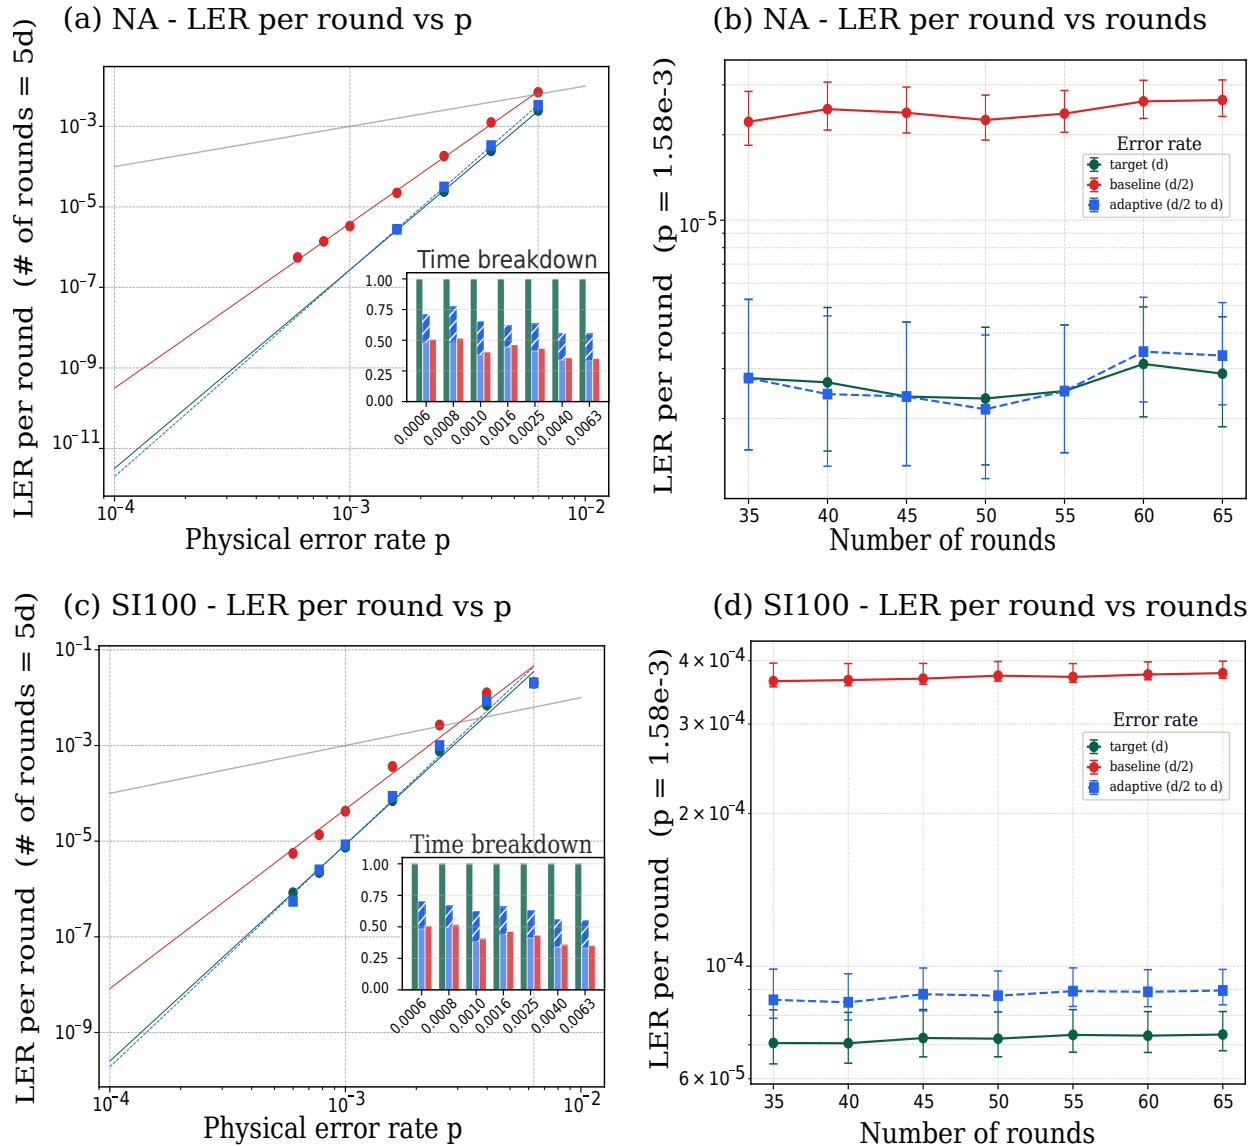 (a) NA - LER per round vs p
LER per round (# of rounds = 5d)
10⁻³
10⁻⁵
10⁻⁷
10⁻⁹
10⁻¹¹
Time breakdown
1.00
0.75
0.50
0.25
0.00
0.0006
0.0008
0.0010
0.0016
0.0025
0.0040
0.0063
10⁻⁴
10⁻³
10⁻²
Physical error rate p
(b) NA - LER per round vs rounds
LER per round (p = 1.58e-3)
10⁻⁵
Error rate
target (d)
baseline (d/2)
adaptive (d/2 to d)
35
40
45
50
55
60
65
Number of rounds
(c) SI100 - LER per round vs p
LER per round (# of rounds = 5d)
10⁻¹
10⁻³
10⁻⁵
10⁻⁷
10⁻⁹
Time breakdown
1.00
0.75
0.50
0.25
0.00
0.0006
0.0008
0.0010
0.0016
0.0025
0.0040
0.0063
10⁻⁴
10⁻³
10⁻²
Physical error rate p
(d) SI100 - LER per round vs rounds
LER per round (p = 1.58e-3)
4 × 10⁻⁴
3 × 10⁻⁴
2 × 10⁻⁴
10⁻⁴
6 × 10⁻⁵
Error rate
target (d)
baseline (d/2)
adaptive (d/2 to d)
35
40
45
50
55
60
65
Number of rounds